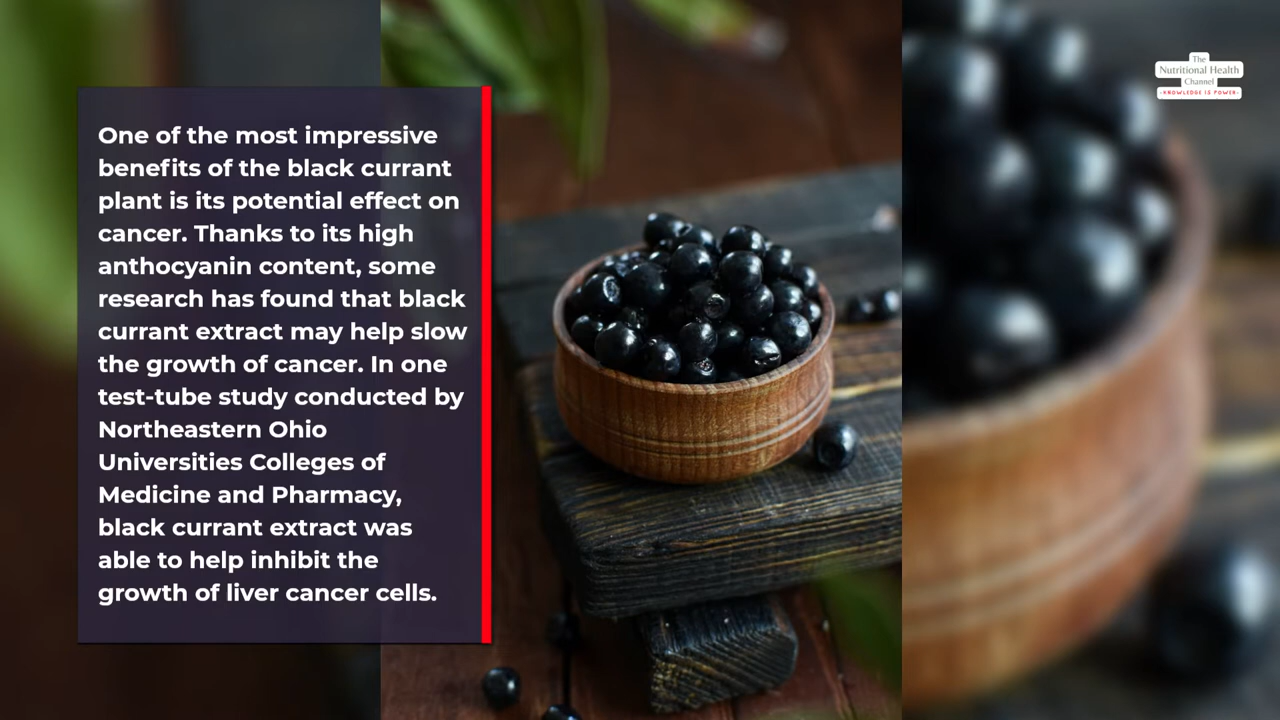 One of the most impressive
benefits of the black currant
plant is its potential effect on
cancer. Thanks to its high
anthocyanin content, some
research has found that black
currant extract may help slow
the growth of cancer. In one
test-tube study conducted by
Northeastern Ohio
Universities Colleges of
Medicine and Pharmacy,
black currant extract was
able to help inhibit the
growth of liver cancer cells.
The
Nutritional Health
Channel
KNOWLEDGE IS POWER